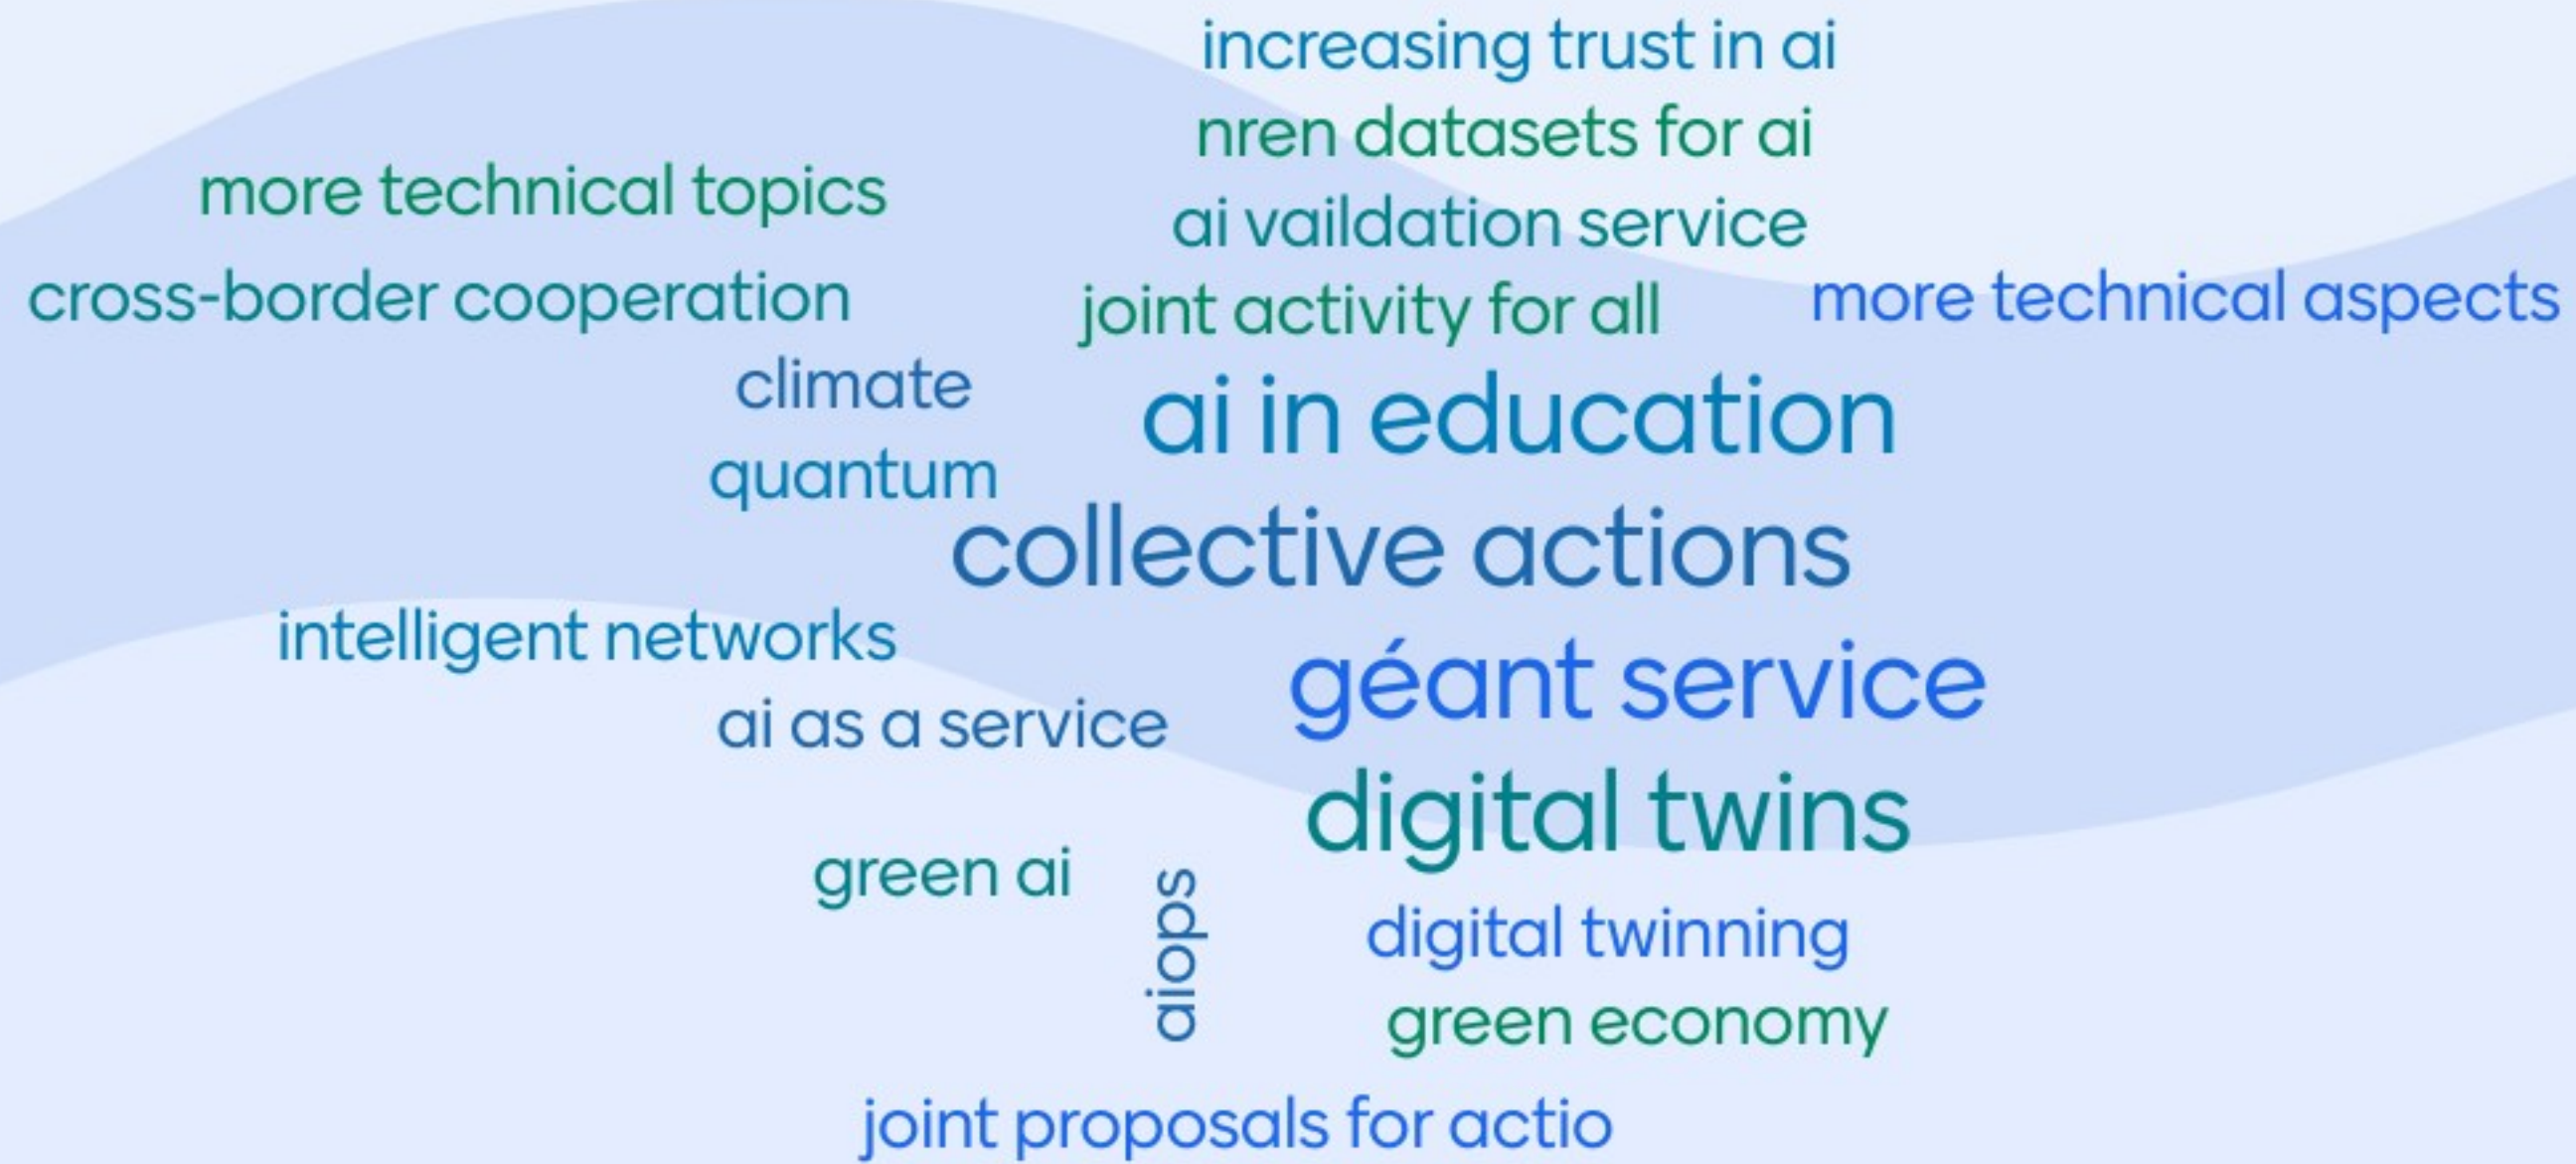 increasing trust in ai
nren datasets for ai
more technical topics
ai vaildation service
cross-border cooperation
joint activity for all
more technical aspects
climate
ai in education
quantum
collective actions
intelligent networks
géant service
ai as a service
digital twins
green ai
aiops
digital twinning
green economy
joint proposals for actio